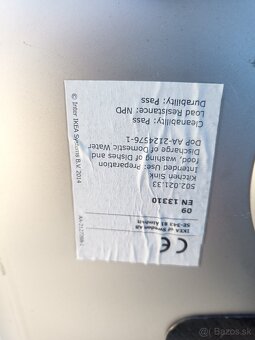 CE
IKEA of Sweden AB
SE-343 81 Älmhult
09
EN 13310
502.021.33
Kitchen Sink
Intended Use: Preparation
food, washing of Dishes and
Discharge of Domestic Water
DoP AA-2124576-1
Cleanability: Pass
Load Resistance: NPD
Durability: Pass
© Inter IKEA Systems B.V. 2014
bazos.sk